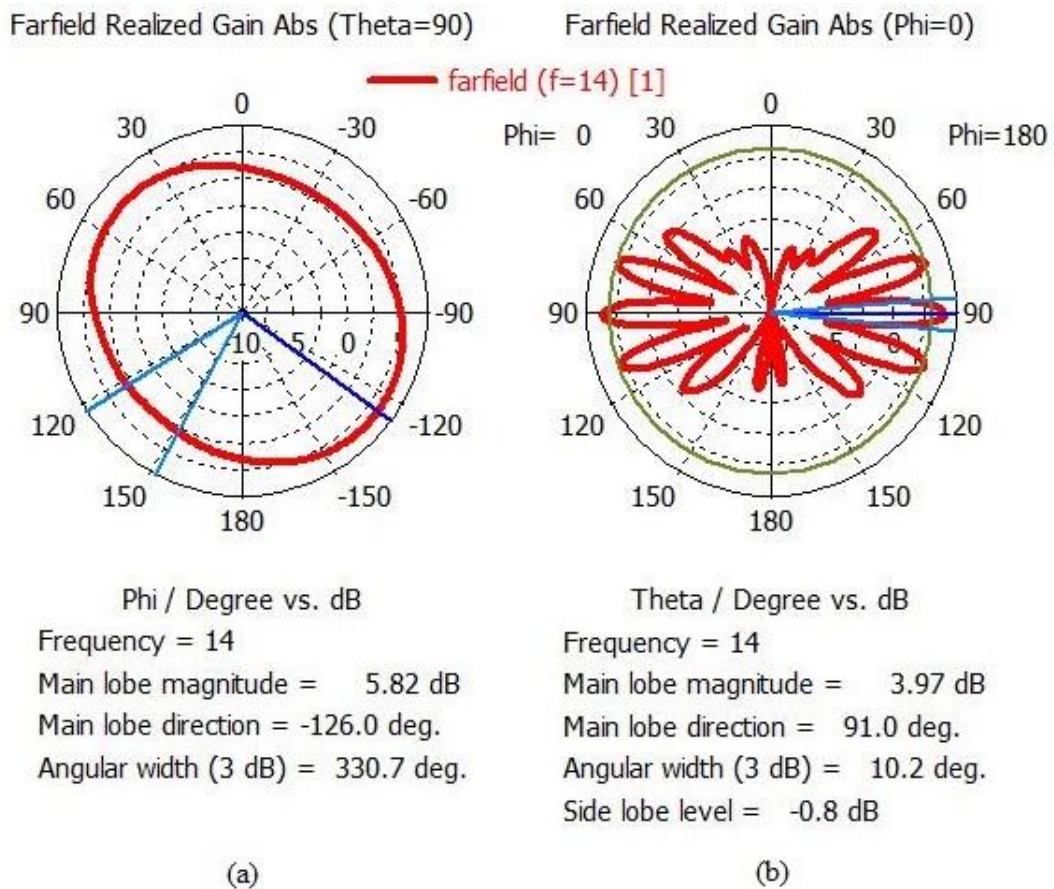 Farfield Realized Gain Abs (Theta=90)
Farfield Realized Gain Abs (Phi=0)
farfield (f=14) [1]
0
30
-30
60
-60
90
-90
120
-120
150
-150
180
-10
-5
0
Phi= 0
Phi=180
0
30
30
60
60
90
90
120
120
150
150
180
0
Phi / Degree vs. dB
Frequency = 14
Main lobe magnitude = 5.82 dB
Main lobe direction = -126.0 deg.
Angular width (3 dB) = 330.7 deg.
Theta / Degree vs. dB
Frequency = 14
Main lobe magnitude = 3.97 dB
Main lobe direction = 91.0 deg.
Angular width (3 dB) = 10.2 deg.
Side lobe level = -0.8 dB
(a)
(b)